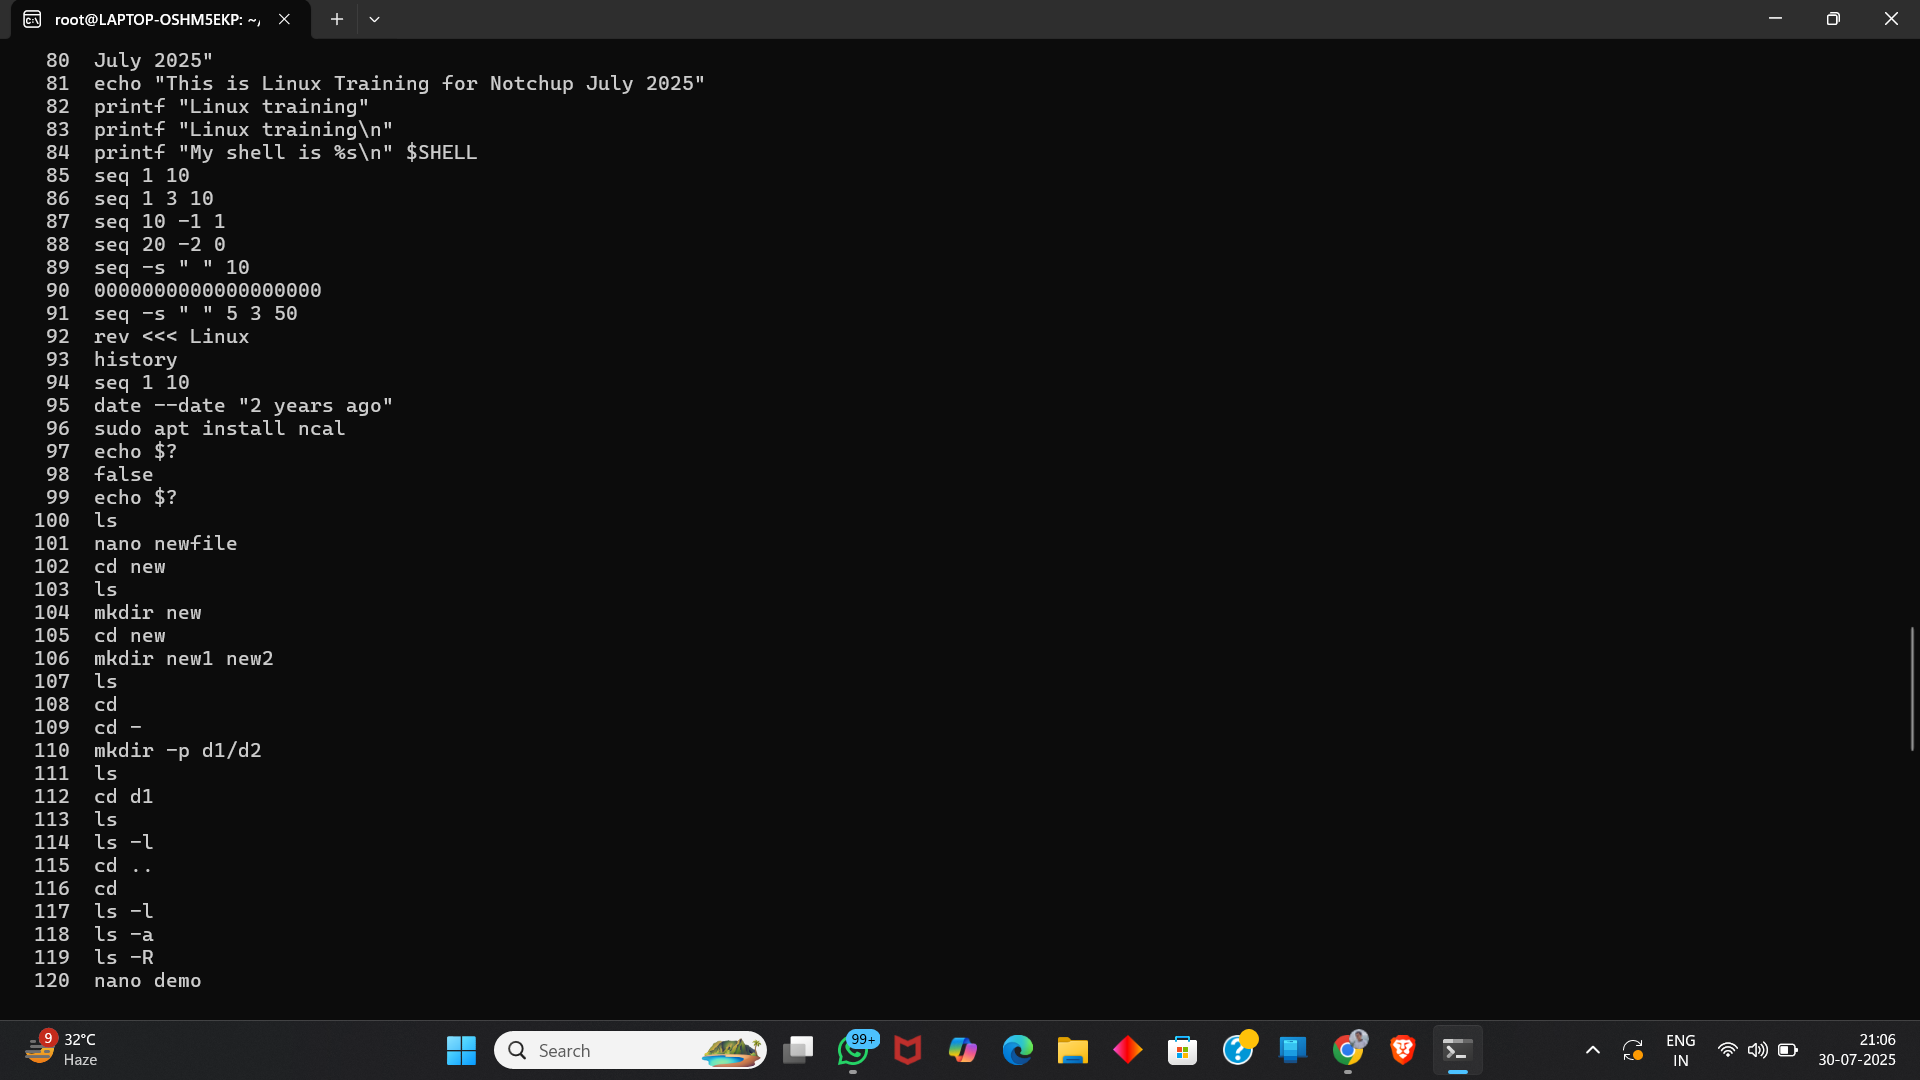 root@LAPTOP-OSHM5EKP: ~/
80 July 2025"
81 echo "This is Linux Training for Notchup July 2025"
82 printf "Linux training"
83 printf "Linux training\n"
84 printf "My shell is %s\n" $SHELL
85 seq 1 10
86 seq 1 3 10
87 seq 10 -1 1
88 seq 20 -2 0
89 seq -s " " 10
90 0000000000000000000
91 seq -s " " 5 3 50
92 rev <<< Linux
93 history
94 seq 1 10
95 date --date "2 years ago"
96 sudo apt install ncal
97 echo $?
98 false
99 echo $?
100 ls
101 nano newfile
102 cd new
103 ls
104 mkdir new
105 cd new
106 mkdir new1 new2
107 ls
108 cd
109 cd -
110 mkdir -p d1/d2
111 ls
112 cd d1
113 ls
114 ls -l
115 cd ..
116 cd
117 ls -l
118 ls -a
119 ls -R
120 nano demo
9
32°C
Haze
Search
99+
ENG
IN
21:06
30-07-2025